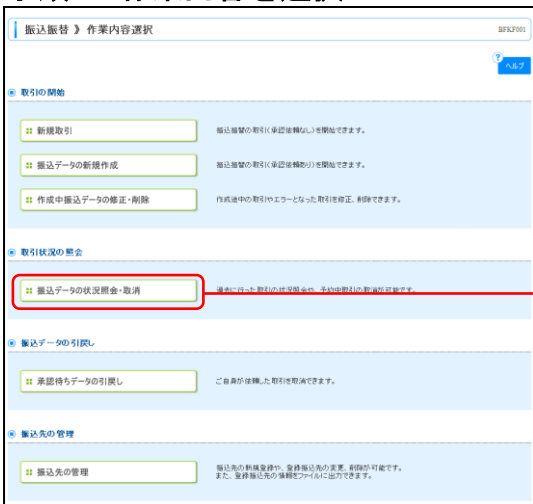 振込振替 》 作業内容選択
BFKF001
? ヘルプ
取引の開始
新規取引
振込振替の取引(承認依頼なし)を開始できます。
振込データの新規作成
振込振替の取引(承認依頼あり)を開始できます。
作成中振込データの修正・削除
作成途中の取引やエラーとなった取引を修正、削除できます。
取引状況の照会
振込データの状況照会・取消
過去に行った取引の状況照会や、予約中取引の取消が可能です。
振込データの引戻し
承認待ちデータの引戻し
ご自身が依頼した取引を取消できます。
振込先の管理
振込先の管理
振込先の新規登録や、登録振込先の変更、削除が可能です。
また、登録振込先の情報をファイルに出力できます。